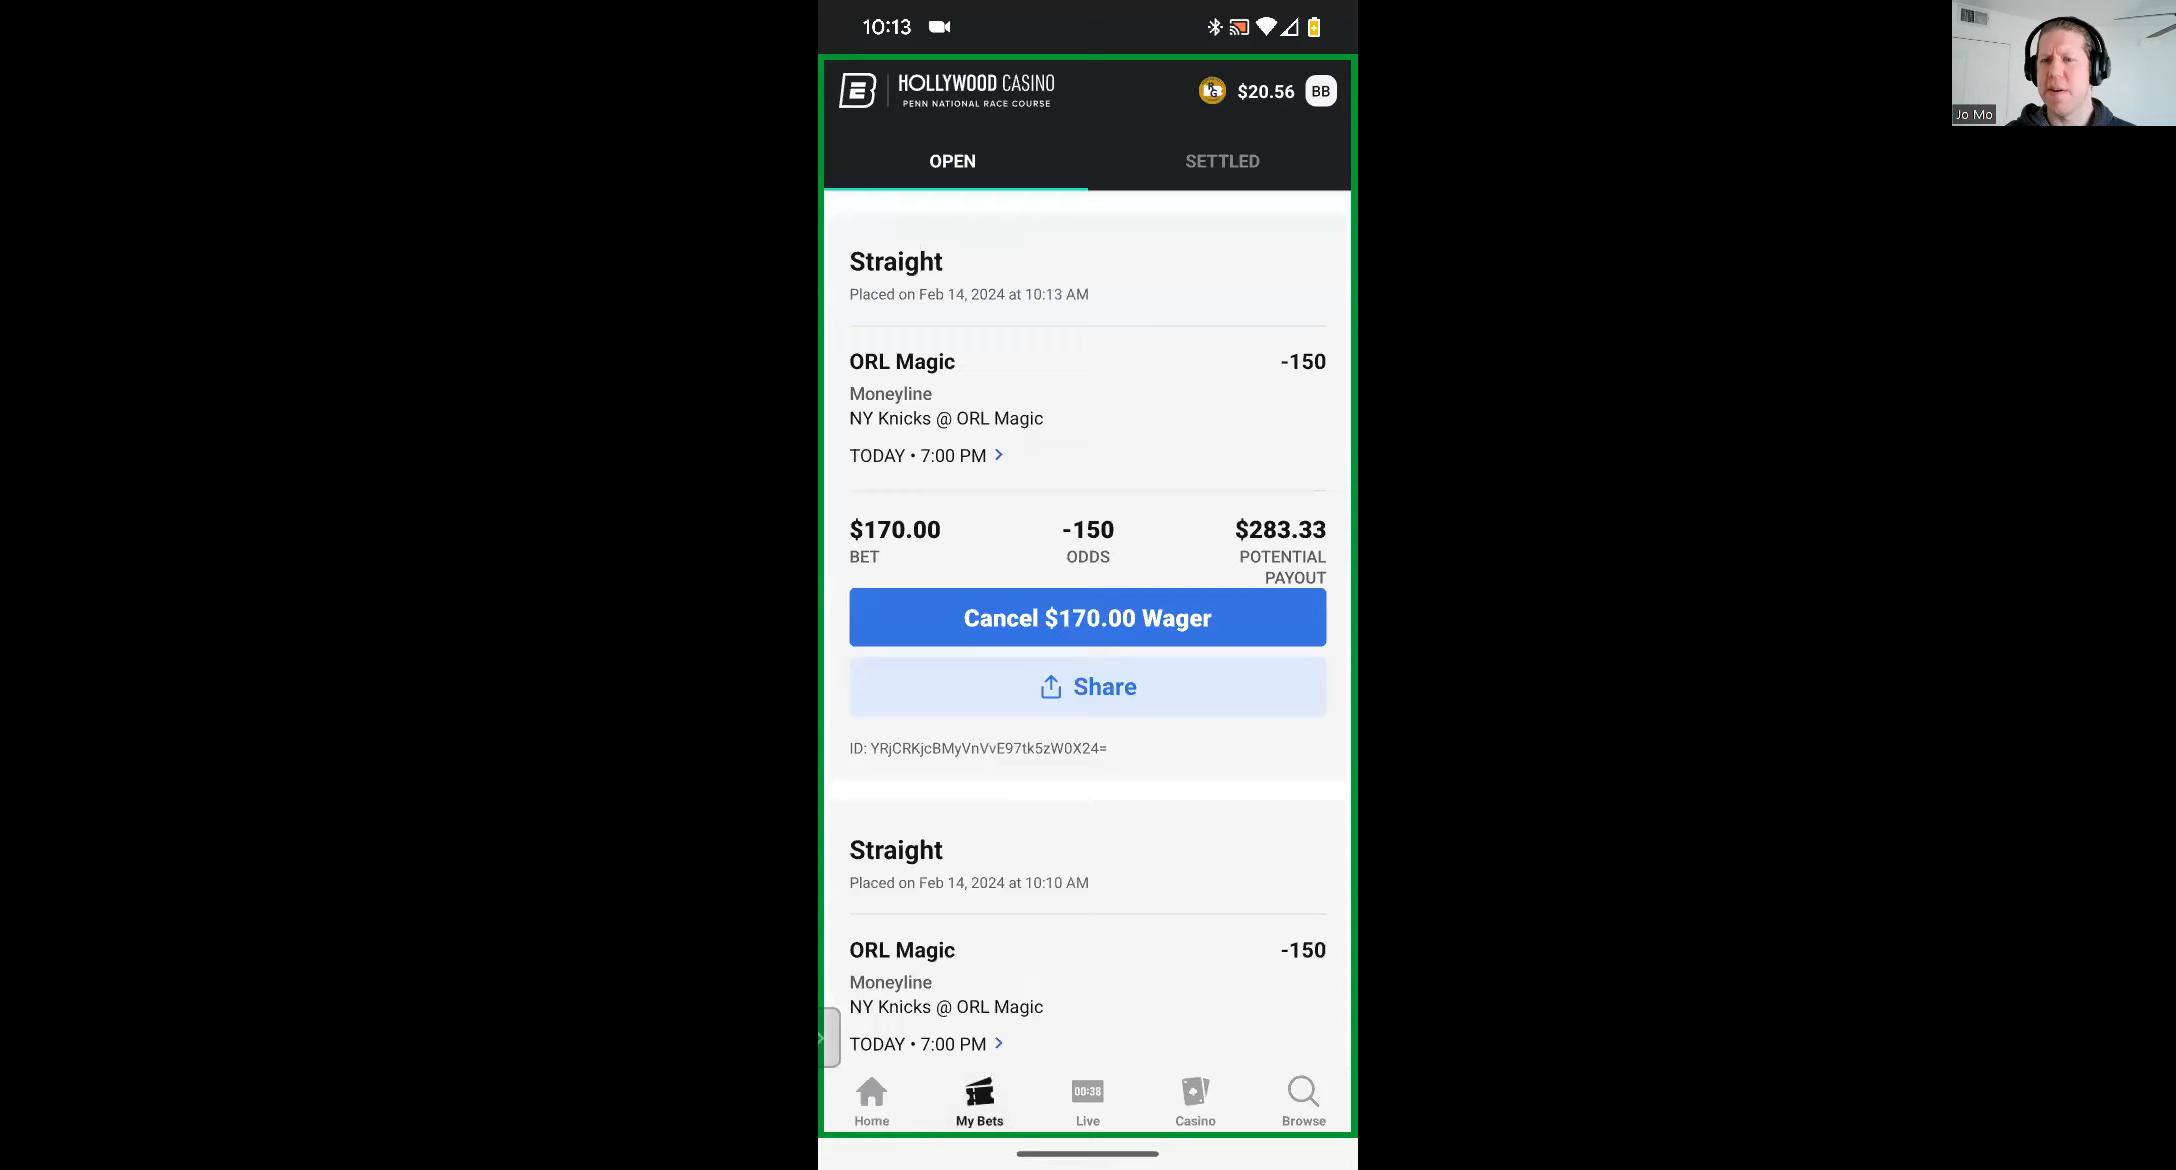 10:13
HOLLYWOOD CASINO
PENN NATIONAL RACE COURSE
$20.56
BB
OPEN
SETTLED
Straight
Placed on Feb 14, 2024 at 10:13 AM
ORL Magic
-150
Moneyline
NY Knicks @ ORL Magic
TODAY • 7:00 PM
$170.00
-150
$283.33
BET
ODDS
POTENTIAL
PAYOUT
Cancel $170.00 Wager
Share
ID: YRjCRKjcBMyVnVvE97tk5zW0X24=
Straight
Placed on Feb 14, 2024 at 10:10 AM
ORL Magic
-150
Moneyline
NY Knicks @ ORL Magic
TODAY • 7:00 PM
00:38
Home
My Bets
Live
Casino
Browse
Jo Mo